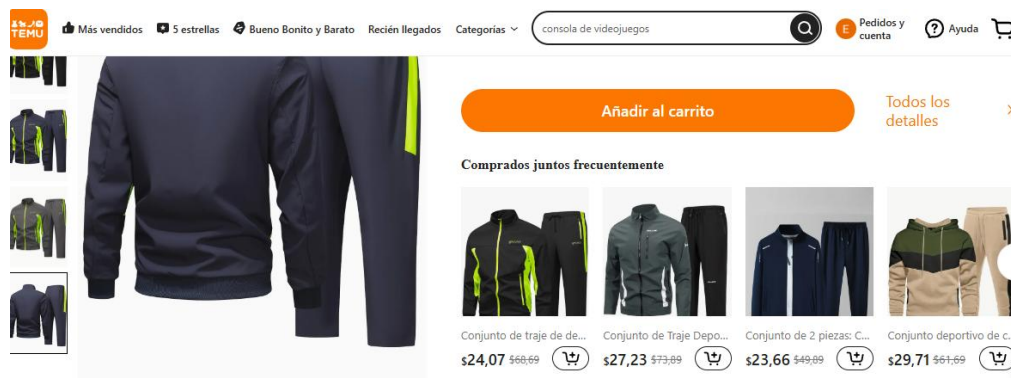 TEMU
Más vendidos
5 estrellas
Bueno Bonito y Barato
Recién llegados
Categorías
consola de videojuegos
E
Pedidos y
cuenta
Ayuda
Añadir al carrito
Todos los
detalles
Comprados juntos frecuentemente
Conjunto de traje de de...
Conjunto de Traje Depo...
Conjunto de 2 piezas: C...
Conjunto deportivo de c...
$24,07 $68,69
$27,23 $73,89
$23,66 $49,89
$29,71 $61,69